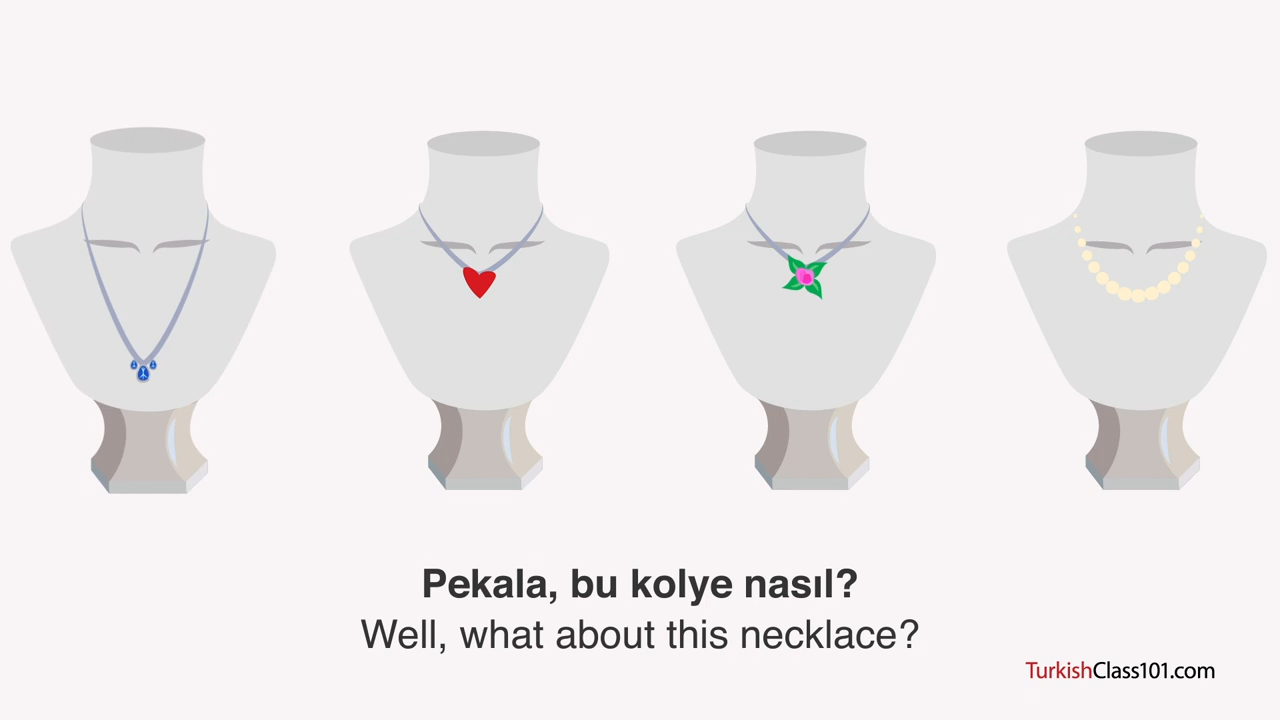 Pekala, bu kolye nasıl?
Well, what about this necklace?
TurkishClass101.com